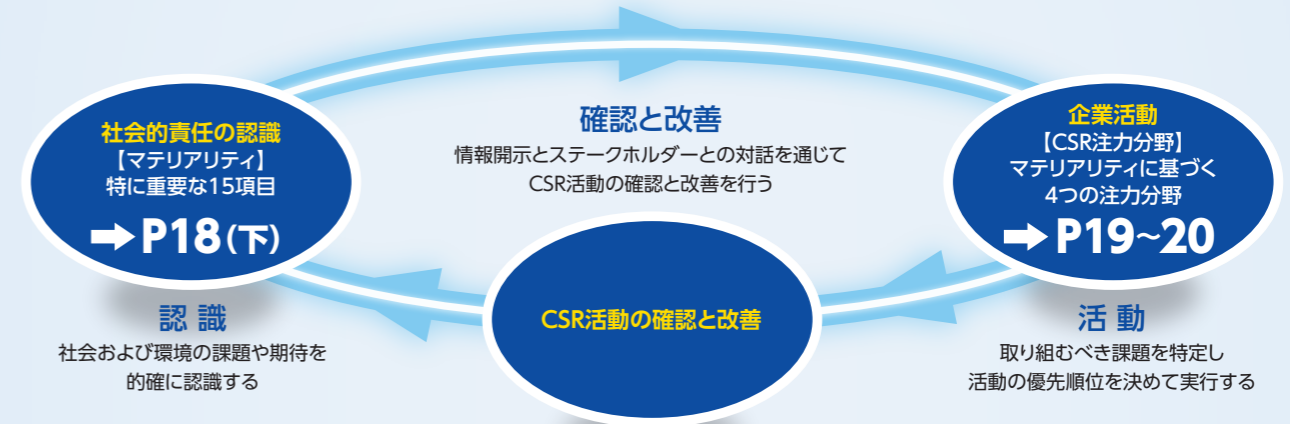 社会的責任の認識
【マテリアリティ】
特に重要な15項目
➡P18(下)
認 識
社会および環境の課題や期待を
的確に認識する
確認と改善
情報開示とステークホルダーとの対話を通じて
CSR活動の確認と改善を行う
CSR活動の確認と改善
企業活動
【CSR注力分野】
マテリアリティに基づく
4つの注力分野
➡P19~20
活 動
取り組むべき課題を特定し
活動の優先順位を決めて実行する